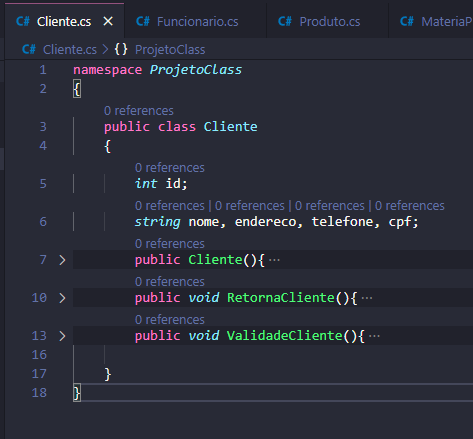 C# Cliente.cs × C# Funcionario.cs C# Produto.cs C# MateriaP
C# Cliente.cs > {} ProjetoClass
1 namespace ProjetoClass
2 {
0 references
3 public class Cliente
4 {
0 references
5 int id;
0 references | 0 references | 0 references | 0 references
6 string nome, endereco, telefone, cpf;
0 references
7 > public Cliente(){ ···
0 references
10 > public void RetornaCliente(){ ···
0 references
13 > public void ValidadeCliente(){ ···
16
17 }
18 }